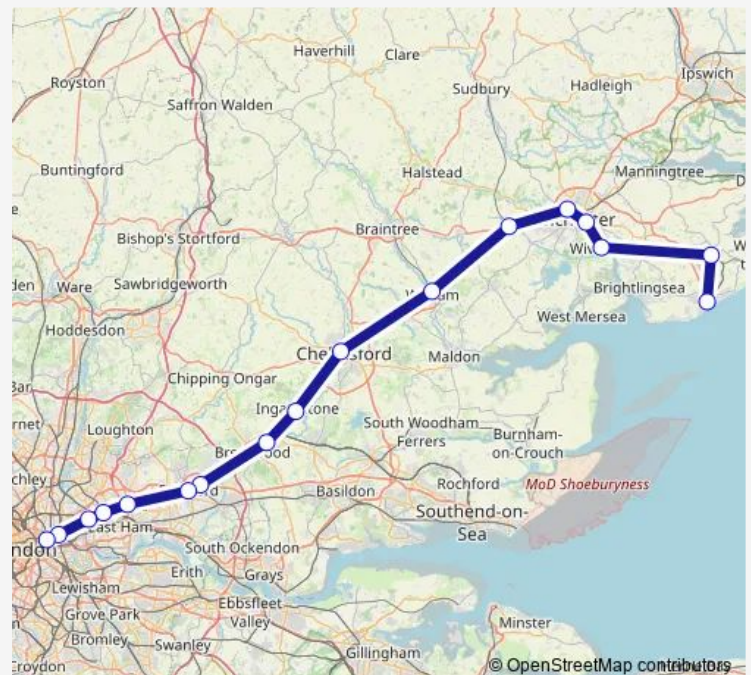 Haverhill
Clare
Royston
Sudbury
Hadleigh
Ipswich
Saffron Walden
Buntingford
Halstead
Manningtree
Braintree
Bishop's Stortford
Ware
Sawbridgeworth
Brightlingsea
West Mersea
Hoddesdon
Maldon
Chipping Ongar
Loughton
South Woodham
Ferrers
Burnham-
on-Crouch
Basildon
Rochford
MoD Shoeburyness
East Ham
Southend-on-
Sea
South Ockendon
Erith
Grays
Lewisham
Ebbsfleet
Valley
Grove Park
Bromley
Swanley
Minster
Gillingham
© OpenStreetMap contributors